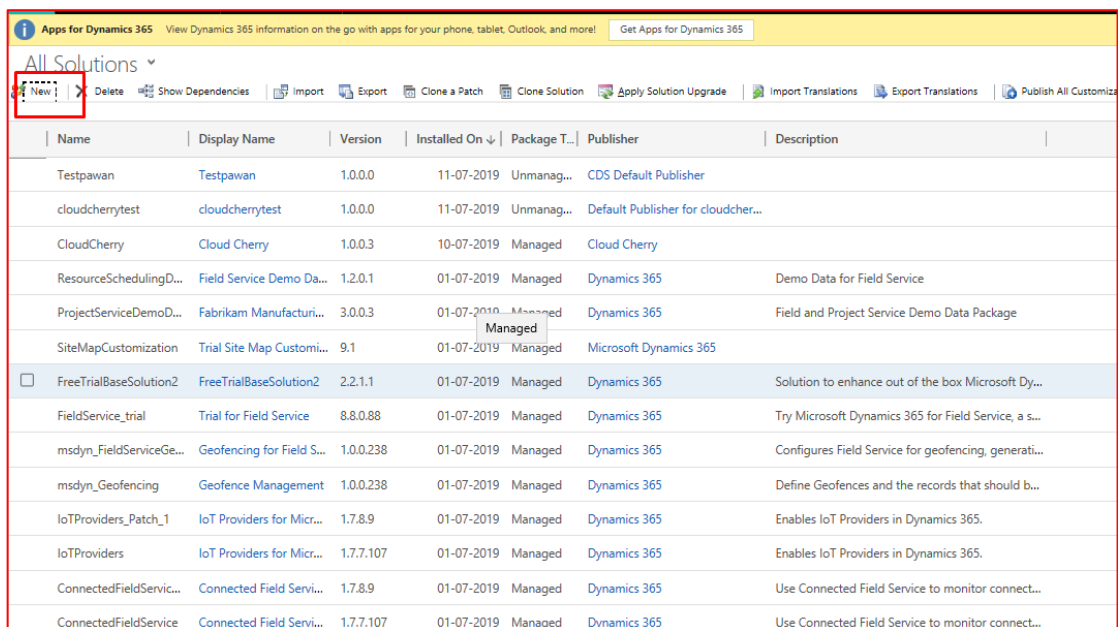 Apps for Dynamics 365 View Dynamics 365 information on the go with apps for your phone, tablet, Outlook, and more! Get Apps for Dynamics 365
All Solutions
New Delete Show Dependencies Import Export Clone a Patch Clone Solution Apply Solution Upgrade Import Translations Export Translations Publish All Customiza
Name Display Name Version Installed On ↓ Package T... Publisher Description
Testpawan Testpawan 1.0.0.0 11-07-2019 Unmanag... CDS Default Publisher
cloudcherrytest cloudcherrytest 1.0.0.0 11-07-2019 Unmanag... Default Publisher for cloudcher...
CloudCherry Cloud Cherry 1.0.0.3 10-07-2019 Managed Cloud Cherry
ResourceSchedulingD... Field Service Demo Da... 1.2.0.1 01-07-2019 Managed Dynamics 365 Demo Data for Field Service
ProjectServiceDemoD... Fabrikam Manufacturi... 3.0.0.3 01-07-2019 Managed Dynamics 365 Field and Project Service Demo Data Package
Managed
SiteMapCustomization Trial Site Map Customi... 9.1 01-07-2019 Managed Microsoft Dynamics 365
FreeTrialBaseSolution2 FreeTrialBaseSolution2 2.2.1.1 01-07-2019 Managed Dynamics 365 Solution to enhance out of the box Microsoft Dy...
FieldService_trial Trial for Field Service 8.8.0.88 01-07-2019 Managed Dynamics 365 Try Microsoft Dynamics 365 for Field Service, a s...
msdyn_FieldServiceGe... Geofencing for Field S... 1.0.0.238 01-07-2019 Managed Dynamics 365 Configures Field Service for geofencing, generati...
msdyn_Geofencing Geofence Management 1.0.0.238 01-07-2019 Managed Dynamics 365 Define Geofences and the records that should b...
IoTProviders_Patch_1 IoT Providers for Micr... 1.7.8.9 01-07-2019 Managed Dynamics 365 Enables IoT Providers in Dynamics 365.
IoTProviders IoT Providers for Micr... 1.7.7.107 01-07-2019 Managed Dynamics 365 Enables IoT Providers in Dynamics 365.
ConnectedFieldServic... Connected Field Servi... 1.7.8.9 01-07-2019 Managed Dynamics 365 Use Connected Field Service to monitor connect...
ConnectedFieldService Connected Field Servi... 1.7.7.107 01-07-2019 Managed Dynamics 365 Use Connected Field Service to monitor connect...